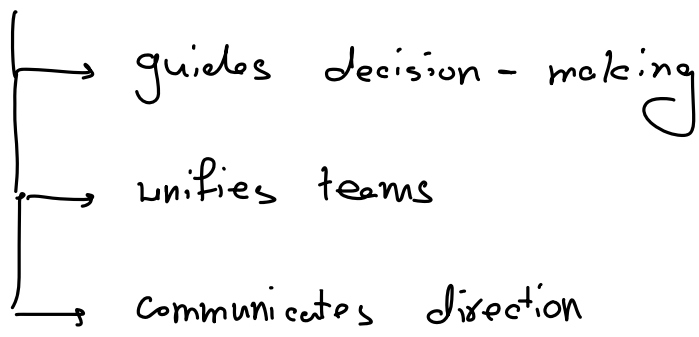 guides decision - making
unifies teams
communicates direction